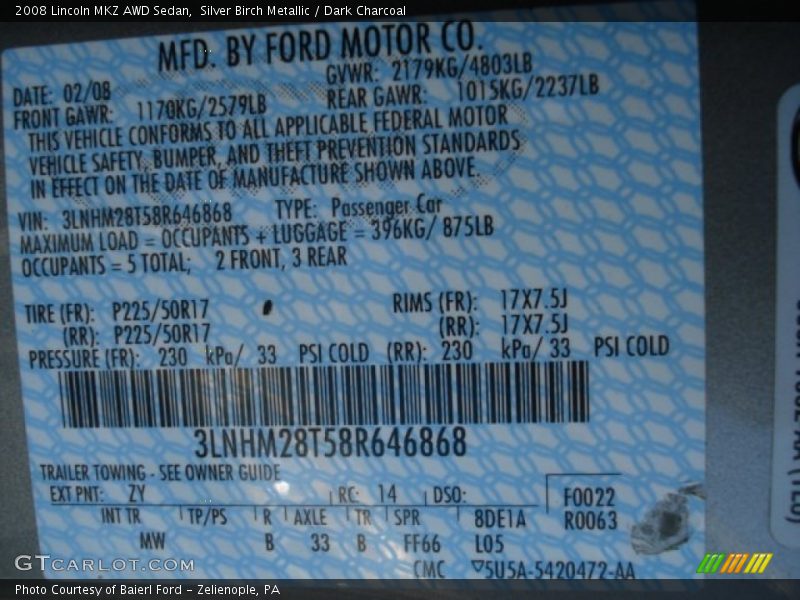 2008 Lincoln MKZ AWD Sedan,  Silver Birch Metallic / Dark Charcoal
MFD. BY FORD MOTOR CO.
DATE: 02/08 GVWR: 2179KG/4803LB
FRONT GAWR: 1170KG/2579LB REAR GAWR: 1015KG/2237LB
THIS VEHICLE CONFORMS TO ALL APPLICABLE FEDERAL MOTOR
VEHICLE SAFETY, BUMPER, AND THEFT PREVENTION STANDARDS
IN EFFECT ON THE DATE OF MANUFACTURE SHOWN ABOVE.
VIN: 3LNHM28T58R646868 TYPE: Passenger Car
MAXIMUM LOAD = OCCUPANTS + LUGGAGE = 396KG/ 875LB
OCCUPANTS = 5 TOTAL; 2 FRONT, 3 REAR
TIRE (FR): P225/50R17 RIMS (FR): 17X7.5J
(RR): P225/50R17 (RR): 17X7.5J
PRESSURE (FR): 230 kPa/ 33 PSI COLD (RR): 230 kPa/ 33 PSI COLD
3LNHM28T58R646868
TRAILER TOWING - SEE OWNER GUIDE
EXT PNT: ZY RC: 14 DSO: F0022
INT TR TP/PS R AXLE TR SPR 8DE1A R0063
MW B 33 B FF66 L05
CMC ▽5U5A-5420472-AA
GTCARLOT.COM
Photo Courtesy of Baierl Ford – Zelienople, PA